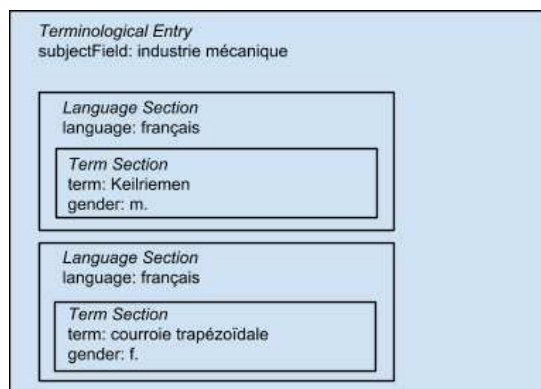 Terminological Entry
subjectField: industrie mécanique
Language Section
language: français
Term Section
term: Keilriemen
gender: m.
Language Section
language: français
Term Section
term: courroie trapézoïdale
gender: f.